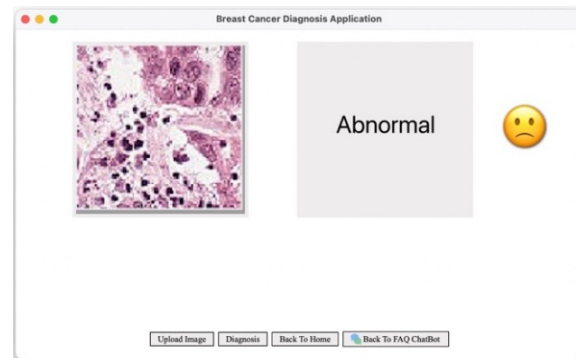 Breast Cancer Diagnosis Application
Abnormal
Upload Image
Diagnosis
Back To Home
Back To FAQ ChatBot